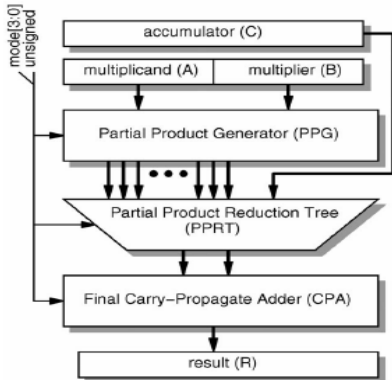 mode[3:0]
unsigned
accumulator (C)
multiplicand (A)
multiplier (B)
Partial Product Generator (PPG)
Partial Product Reduction Tree
(PPRT)
Final Carry-Propagate Adder (CPA)
result (R)